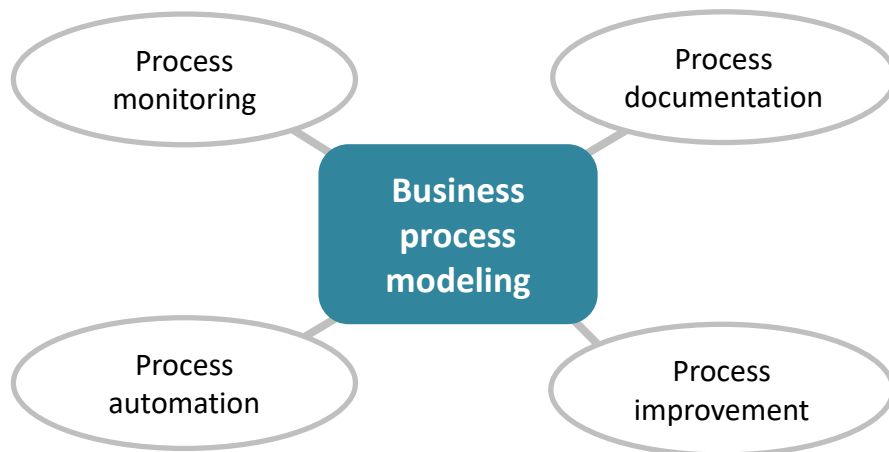 Process
monitoring
Process
documentation
Business
process
modeling
Process
automation
Process
improvement